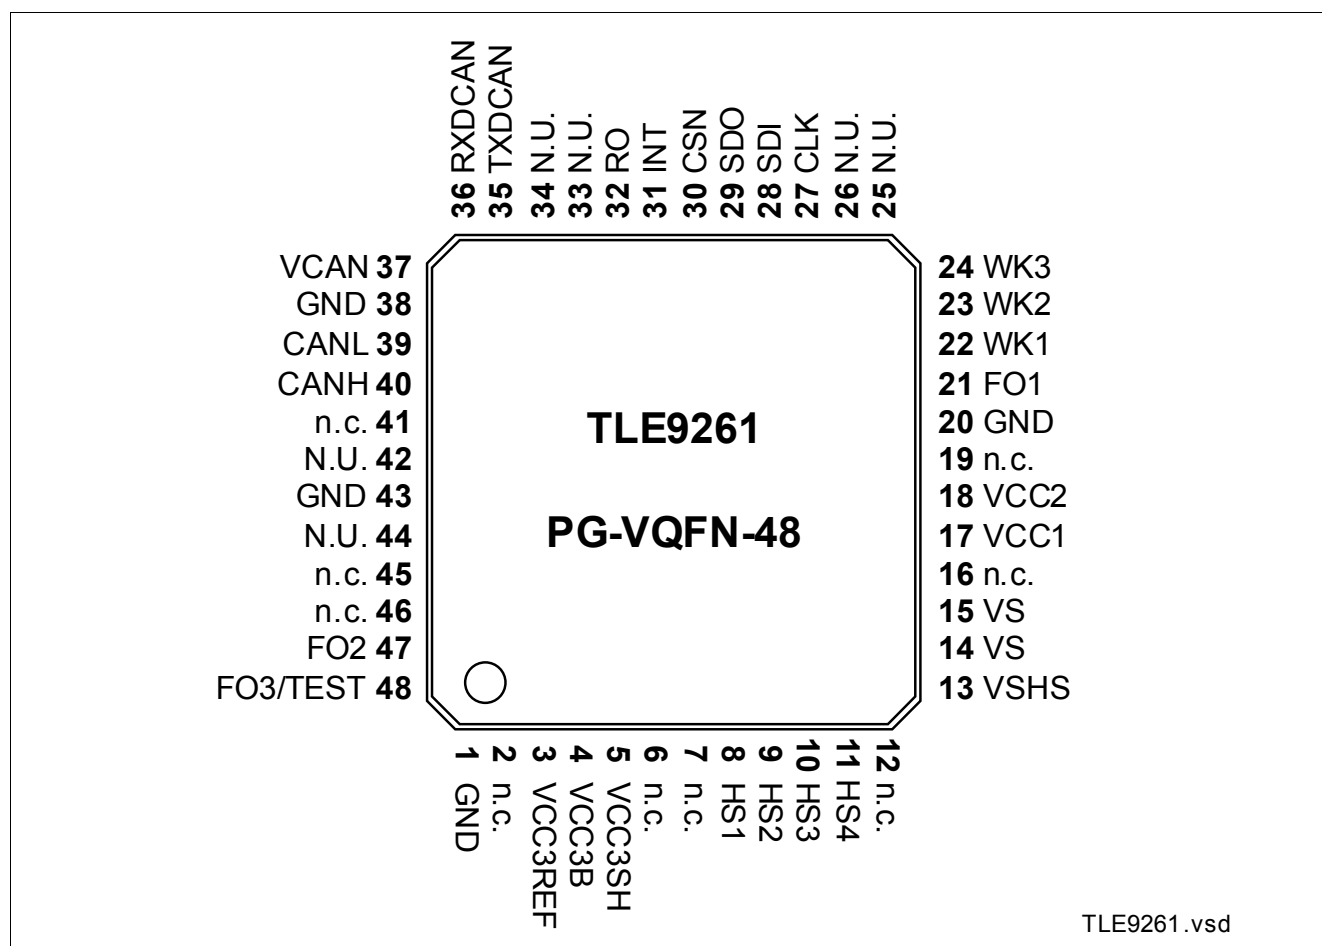 36 RXDCAN
35 TXDCAN
34 N.U.
33 N.U.
32 RO
31 INT
30 CSN
29 SDO
28 SDI
27 CLK
26 N.U.
25 N.U.
VCAN 37
GND 38
CANL 39
CANH 40
n.c. 41
N.U. 42
GND 43
N.U. 44
n.c. 45
n.c. 46
FO2 47
FO3/TEST 48
TLE9261
PG-VQFN-48
24 WK3
23 WK2
22 WK1
21 FO1
20 GND
19 n.c.
18 VCC2
17 VCC1
16 n.c.
15 VS
14 VS
13 VSHS
1 GND
2 n.c.
3 VCC3REF
4 VCC3B
5 VCC3SH
6 n.c.
7 n.c.
8 HS1
9 HS2
10 HS3
11 HS4
12 n.c.
TLE9261.vsd